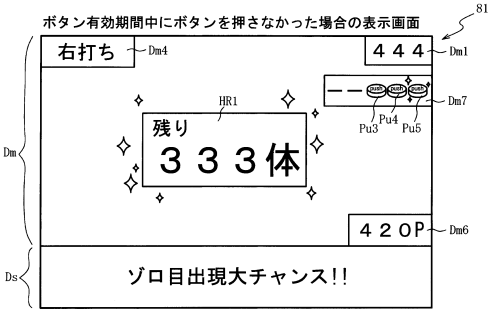 ボタン有効期間中にボタンを押さなかった場合の表示画面
81
右打ち
Dm4
444
Dm1
ーー push push push
Dm7
Pu3
Pu4
Pu5
HR1
残り
333体
Dm
420P
Dm6
Ds
ゾロ目出現大チャンス!!